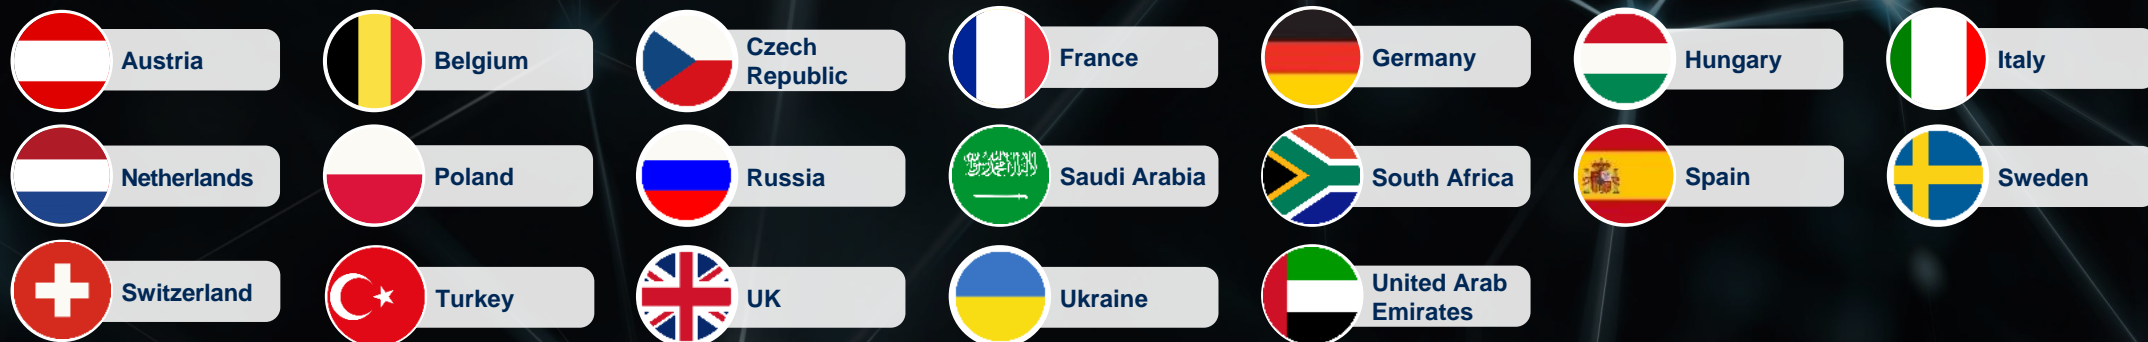 Austria
Belgium
Czech
Republic
France
Germany
Hungary
Italy
Netherlands
Poland
Russia
Saudi Arabia
South Africa
Spain
Sweden
Switzerland
Turkey
UK
Ukraine
United Arab
Emirates